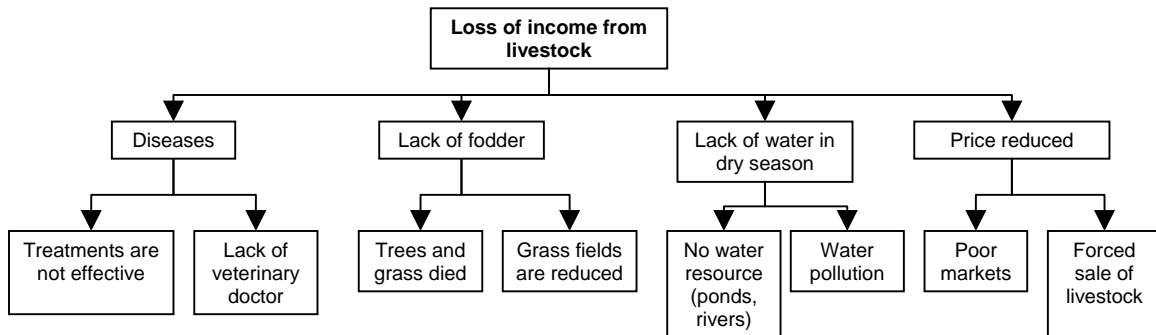 Loss of income from
livestock
Diseases
Lack of fodder
Lack of water in
dry season
Price reduced
Treatments are
not effective
Lack of
veterinary
doctor
Trees and
grass died
Grass fields
are reduced
No water
resource
(ponds,
rivers)
Water
pollution
Poor
markets
Forced
sale of
livestock